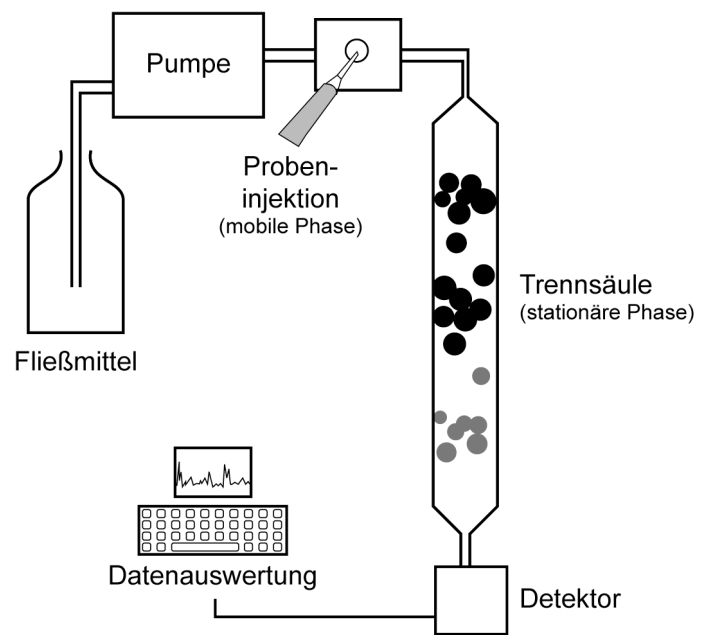 Pumpe
Proben-
injektion
(mobile Phase)
Trennsäule
(stationäre Phase)
Fließmittel
Datenauswertung
Detektor